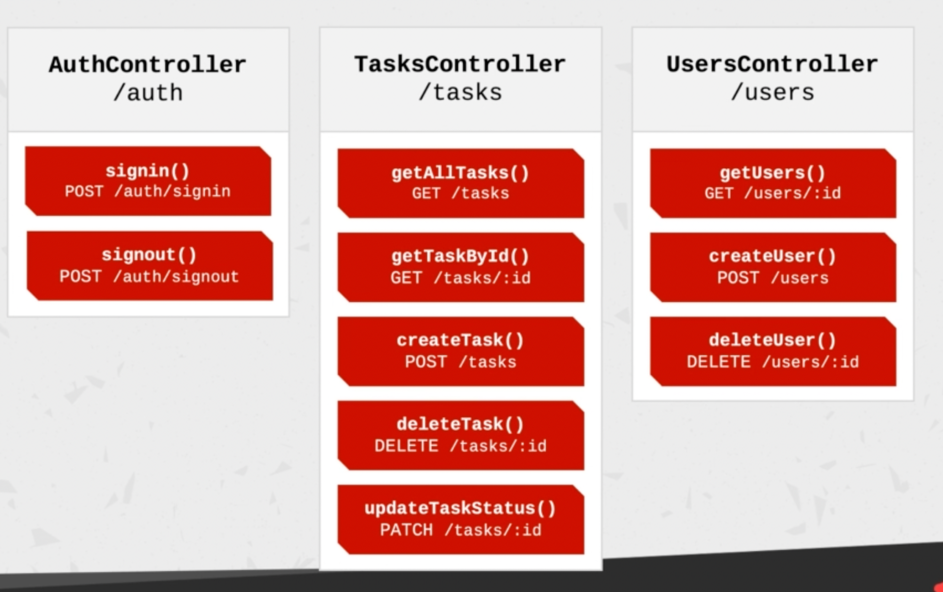 AuthController
/auth
signin()
POST /auth/signin
signout()
POST /auth/signout
TasksController
/tasks
getAllTasks()
GET /tasks
getTaskById()
GET /tasks/:id
createTask()
POST /tasks
deleteTask()
DELETE /tasks/:id
updateTaskStatus()
PATCH /tasks/:id
UsersController
/users
getUsers()
GET /users/:id
createUser()
POST /users
deleteUser()
DELETE /users/:id